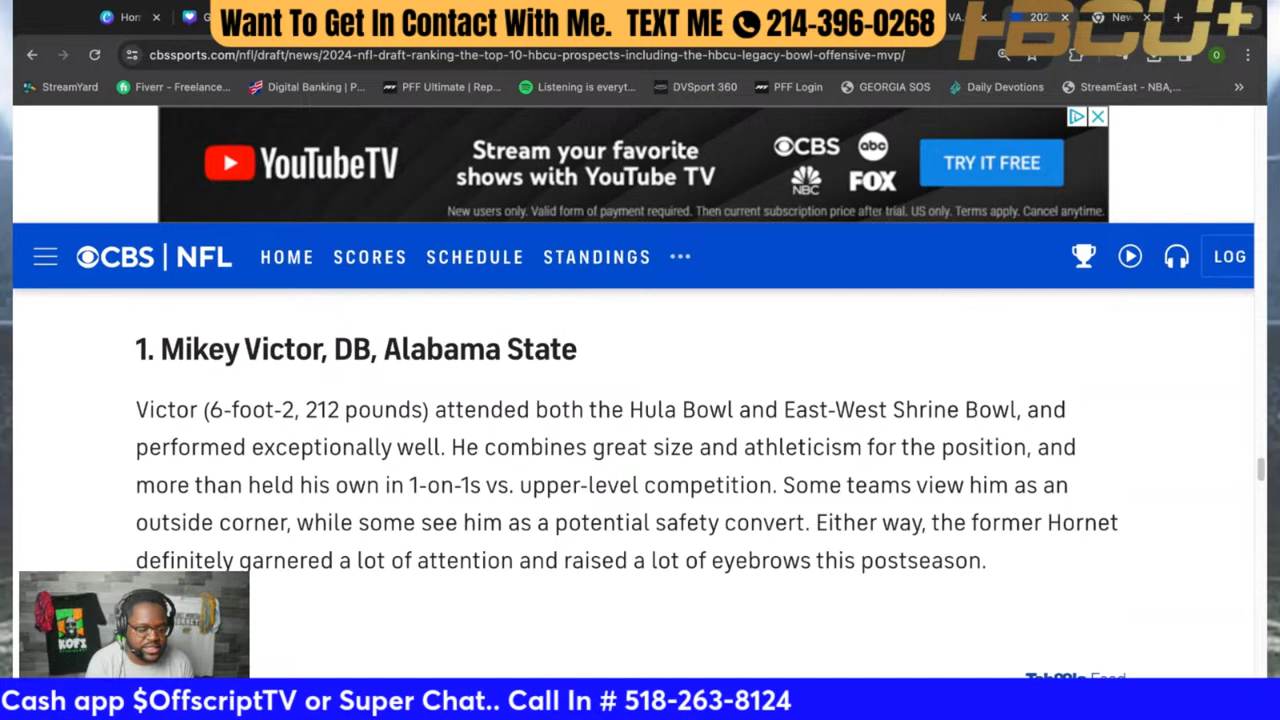 Want To Get In Contact With Me. TEXT ME 214-396-0268
HBCU+
Hor
G
VA.
202
Nev
cbssports.com/nfl/draft/news/2024-nfl-draft-ranking-the-top-10-hbcu-prospects-including-the-hbcu-legacy-bowl-offensive-mvp/
0
StreamYard
Fiverr - Freelance...
Digital Banking | P...
PFF Ultimate | Rep...
Listening is everyt...
DVSport 360
PFF Login
GEORGIA SOS
Daily Devotions
StreamEast - NBA,...
YouTubeTV
Stream your favorite
shows with YouTube TV
CBS
abc
NBC
FOX
TRY IT FREE
New users only. Valid form of payment required. Then current subscription price after trial. US only. Terms apply. Cancel anytime.
CBS | NFL HOME SCORES SCHEDULE STANDINGS ••• LOG
1. Mikey Victor, DB, Alabama State
Victor (6-foot-2, 212 pounds) attended both the Hula Bowl and East-West Shrine Bowl, and
performed exceptionally well. He combines great size and athleticism for the position, and
more than held his own in 1-on-1s vs. upper-level competition. Some teams view him as an
outside corner, while some see him as a potential safety convert. Either way, the former Hornet
definitely garnered a lot of attention and raised a lot of eyebrows this postseason.
KOFI
Cash app $OffscriptTV or Super Chat.. Call In # 518-263-8124